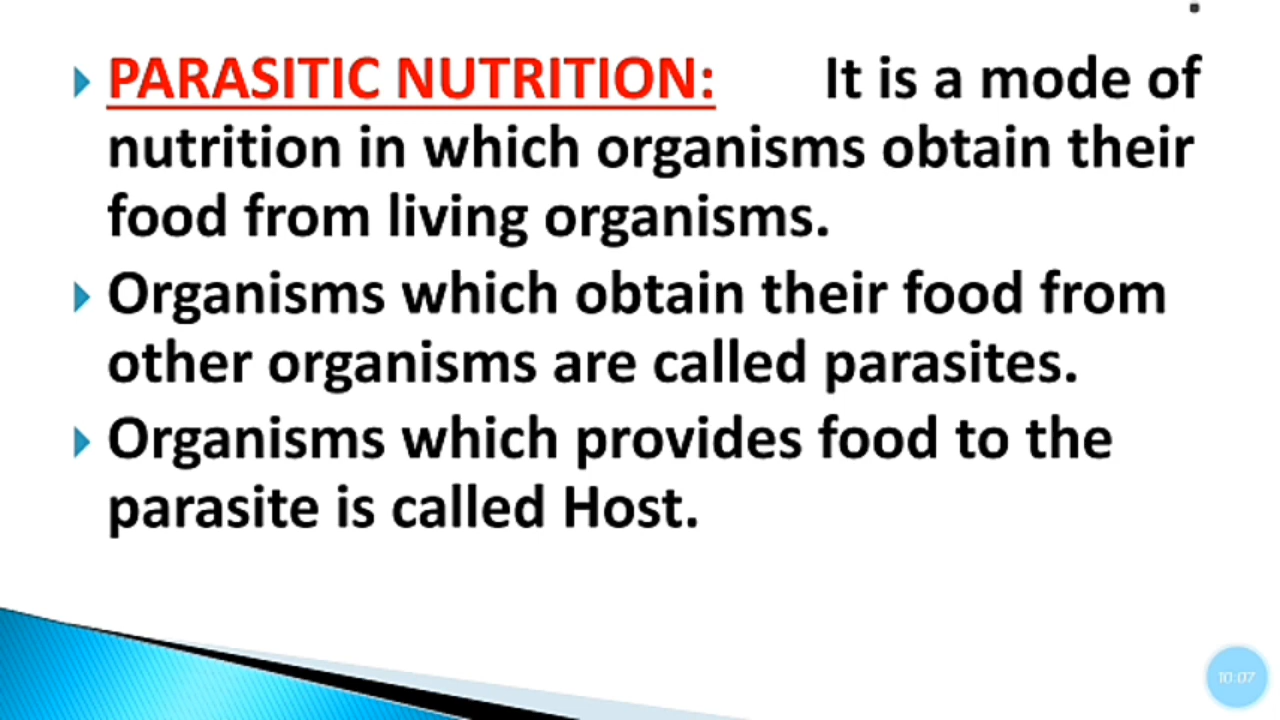 PARASITIC NUTRITION: It is a mode of
nutrition in which organisms obtain their
food from living organisms.
Organisms which obtain their food from
other organisms are called parasites.
Organisms which provides food to the
parasite is called Host.
10:07